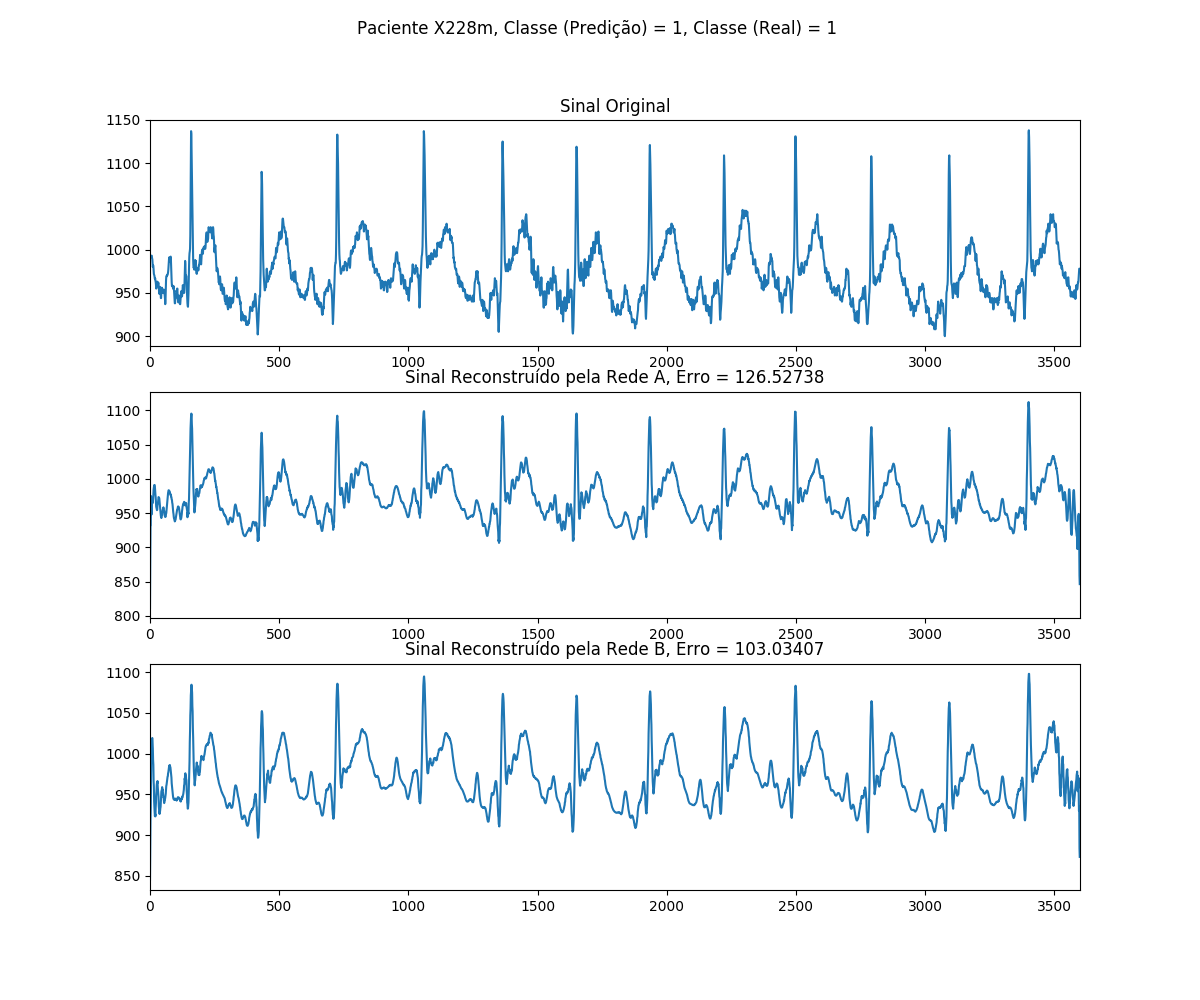 Paciente X228m, Classe (Predição) = 1, Classe (Real) = 1
Sinal Original
1150
1100
1050
1000
950
900
0 500 1000 1500 2000 2500 3000 3500
Sinal Reconstruído pela Rede A, Erro = 126.52738
1100
1050
1000
950
900
850
800
0 500 1000 1500 2000 2500 3000 3500
Sinal Reconstruído pela Rede B, Erro = 103.03407
1100
1050
1000
950
900
850
0 500 1000 1500 2000 2500 3000 3500